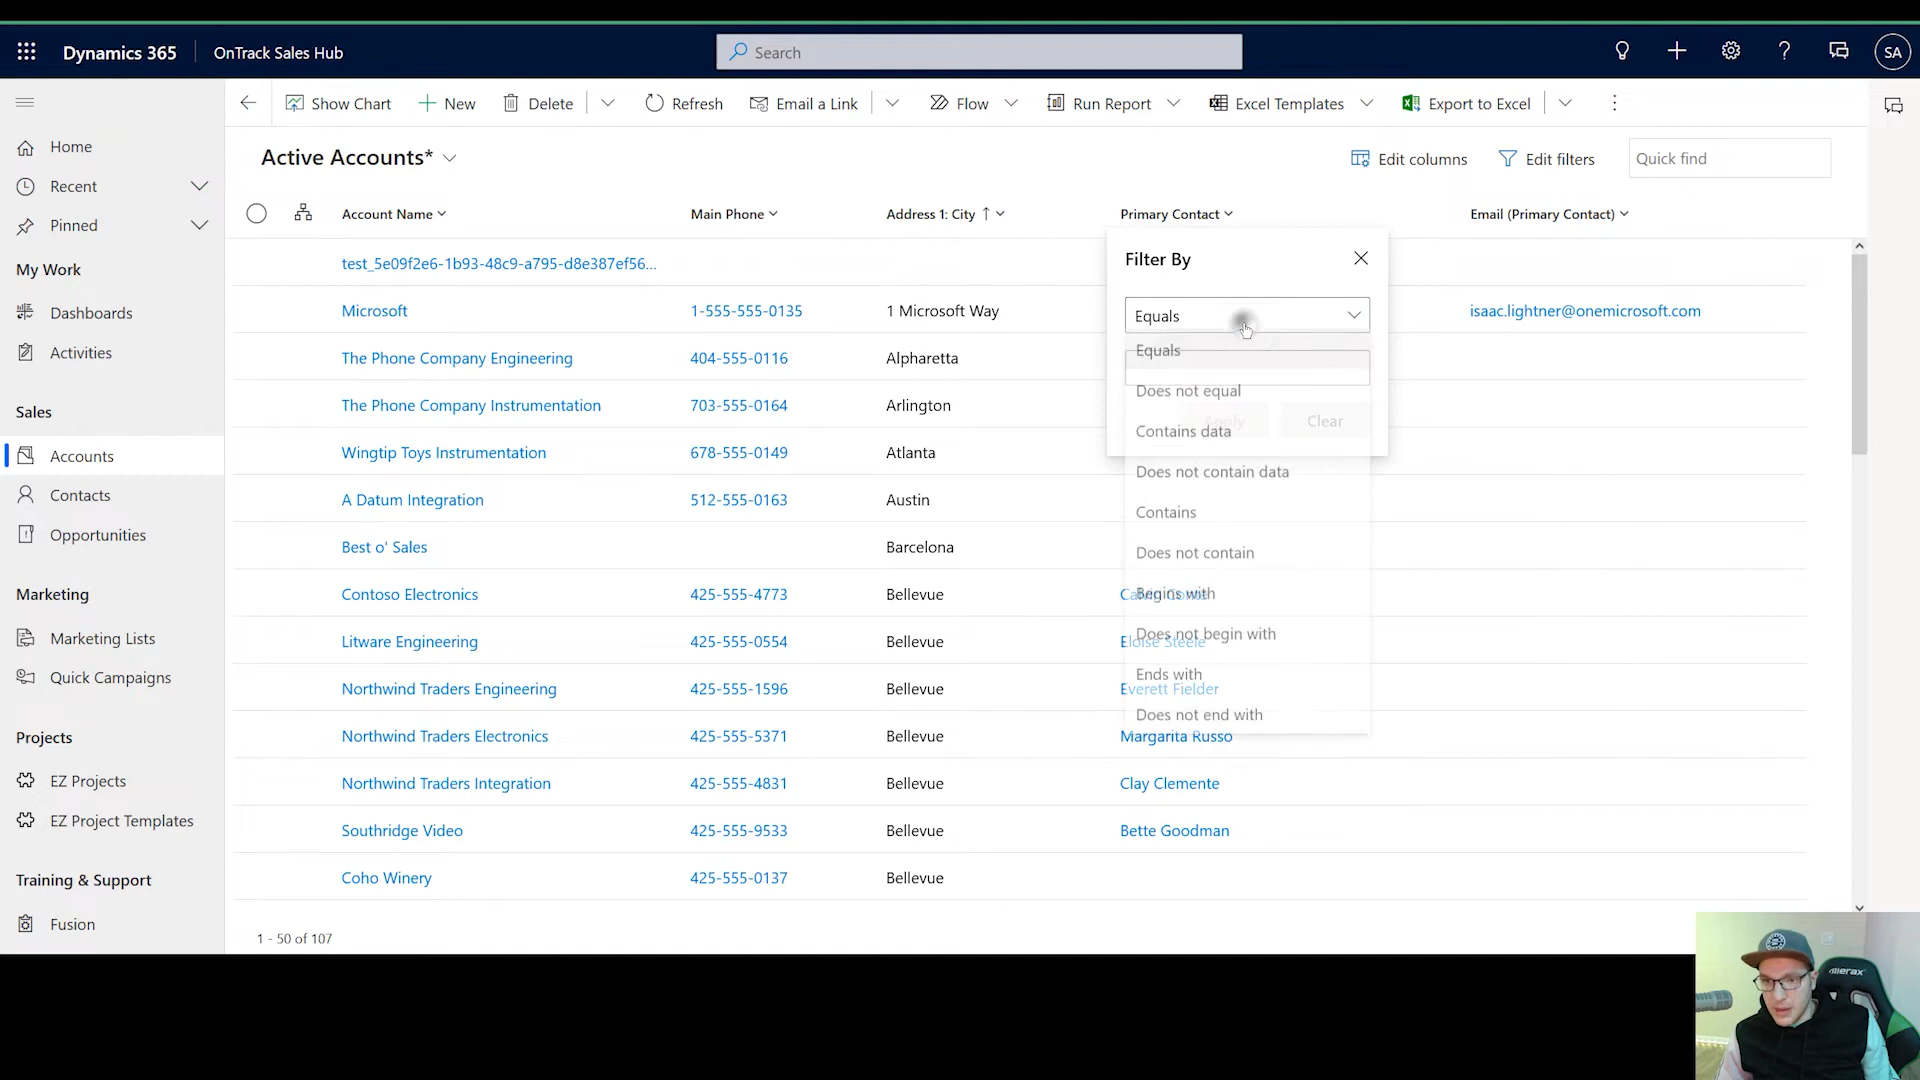 Dynamics 365 OnTrack Sales Hub Search SA
Show Chart New Delete Refresh Email a Link Flow Run Report Excel Templates Export to Excel
Active Accounts* Edit columns Edit filters Quick find
Account Name Main Phone Address 1: City Primary Contact Email (Primary Contact)
Home
Recent
Pinned
My Work
Dashboards
Activities
Sales
Accounts
Contacts
Opportunities
Marketing
Marketing Lists
Quick Campaigns
Projects
EZ Projects
EZ Project Templates
Training & Support
Fusion
test_5e09f2e6-1b93-48c9-a795-d8e387ef56...
Microsoft 1-555-555-0135 1 Microsoft Way isaac.lightner@onemicrosoft.com
The Phone Company Engineering 404-555-0116 Alpharetta
The Phone Company Instrumentation 703-555-0164 Arlington
Wingtip Toys Instrumentation 678-555-0149 Atlanta
A Datum Integration 512-555-0163 Austin
Best o' Sales Barcelona
Contoso Electronics 425-555-4773 Bellevue
Litware Engineering 425-555-0554 Bellevue Eloise Steele
Northwind Traders Engineering 425-555-1596 Bellevue Everett Fielder
Northwind Traders Electronics 425-555-5371 Bellevue Margarita Russo
Northwind Traders Integration 425-555-4831 Bellevue Clay Clemente
Southridge Video 425-555-9533 Bellevue Bette Goodman
Coho Winery 425-555-0137 Bellevue
1 - 50 of 107
Filter By
Equals
Equals
Does not equal
Apply Clear
Contains data
Does not contain data
Contains
Does not contain
Begins with
Does not begin with
Ends with
Does not end with